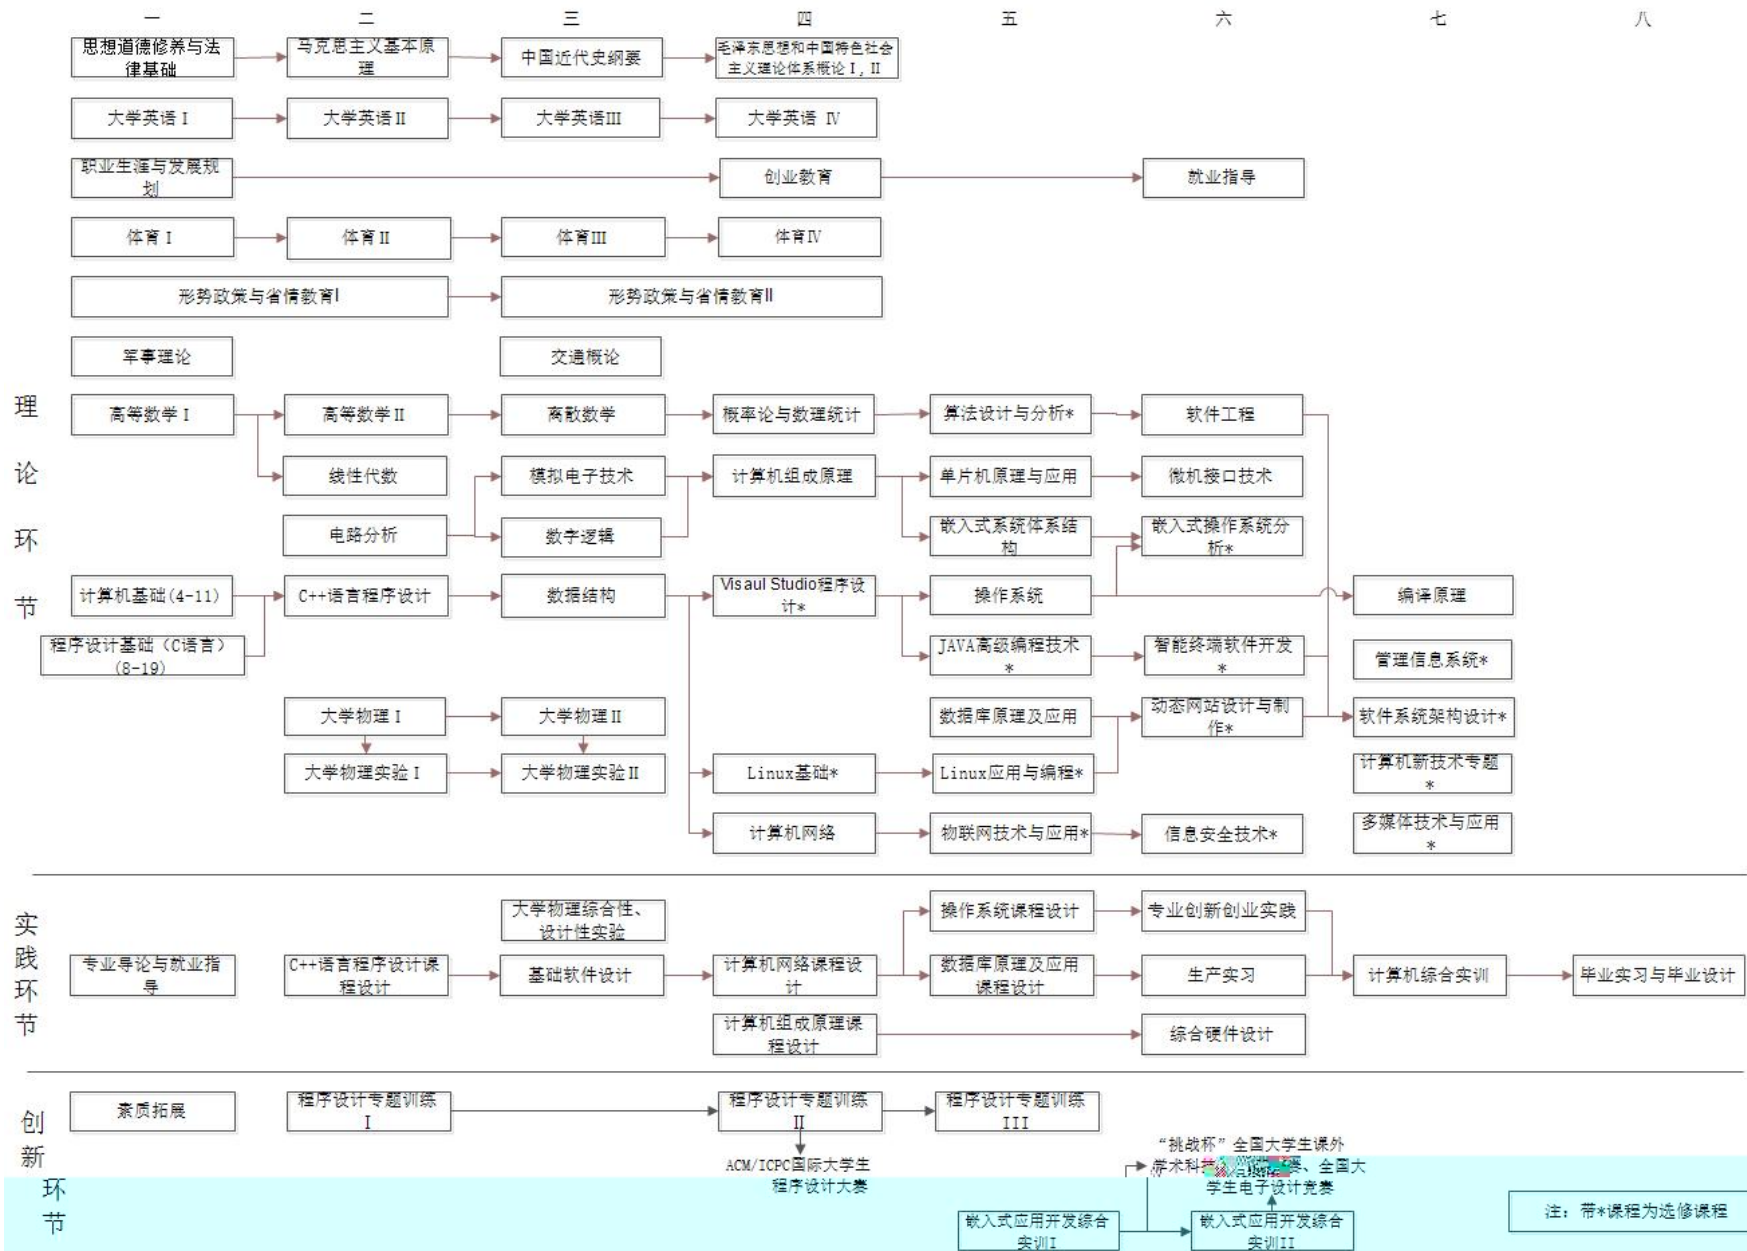 一 二 三 四 五 六 七 八
思想道德修养与法
律基础
马克思主义基本原
理
中国近代史纲要
毛泽东思想和中国特色社会
主义理论体系概论 I, II
大学英语 I
大学英语 II
大学英语III
大学英语 IV
职业生涯与发展规
划
创业教育
就业指导
体育 I
体育 II
体育III
体育IV
形势政策与省情教育I
形势政策与省情教育II
军事理论
交通概论
理
论
环
节
高等数学 I
高等数学 II
离散数学
概率论与数理统计
算法设计与分析*
软件工程
线性代数
模拟电子技术
计算机组成原理
单片机原理与应用
微机接口技术
电路分析
数字逻辑
嵌入式系统体系结
构
嵌入式操作系统分
析*
计算机基础(4-11)
C++语言程序设计
数据结构
Visaul Studio程序设
计*
操作系统
编译原理
程序设计基础（C语言）
(8-19)
JAVA高级编程技术
*
智能终端软件开发
*
管理信息系统*
大学物理 I
大学物理 II
数据库原理及应用
动态网站设计与制
作*
软件系统架构设计*
大学物理实验 I
大学物理实验 II
Linux基础*
Linux应用与编程*
计算机新技术专题
*
计算机网络
物联网技术与应用*
信息安全技术*
多媒体技术与应用
*
实
践
环
节
大学物理综合性、
设计性实验
操作系统课程设计
专业创新创业实践
专业导论与就业指
导
C++语言程序设计课
程设计
基础软件设计
计算机网络课程设
计
数据库原理及应用
课程设计
生产实习
计算机综合实训
毕业实习与毕业设计
计算机组成原理课
程设计
综合硬件设计
创
新
环
节
素质拓展
程序设计专题训练
I
程序设计专题训练
II
程序设计专题训练
III
ACM/ICPC国际大学生
程序设计大赛
“挑战杯”全国大学生课外
学术科 赛、全国大
学生电子设计竞赛
嵌入式应用开发综合
实训I
嵌入式应用开发综合
实训II
注：带*课程为选修课程